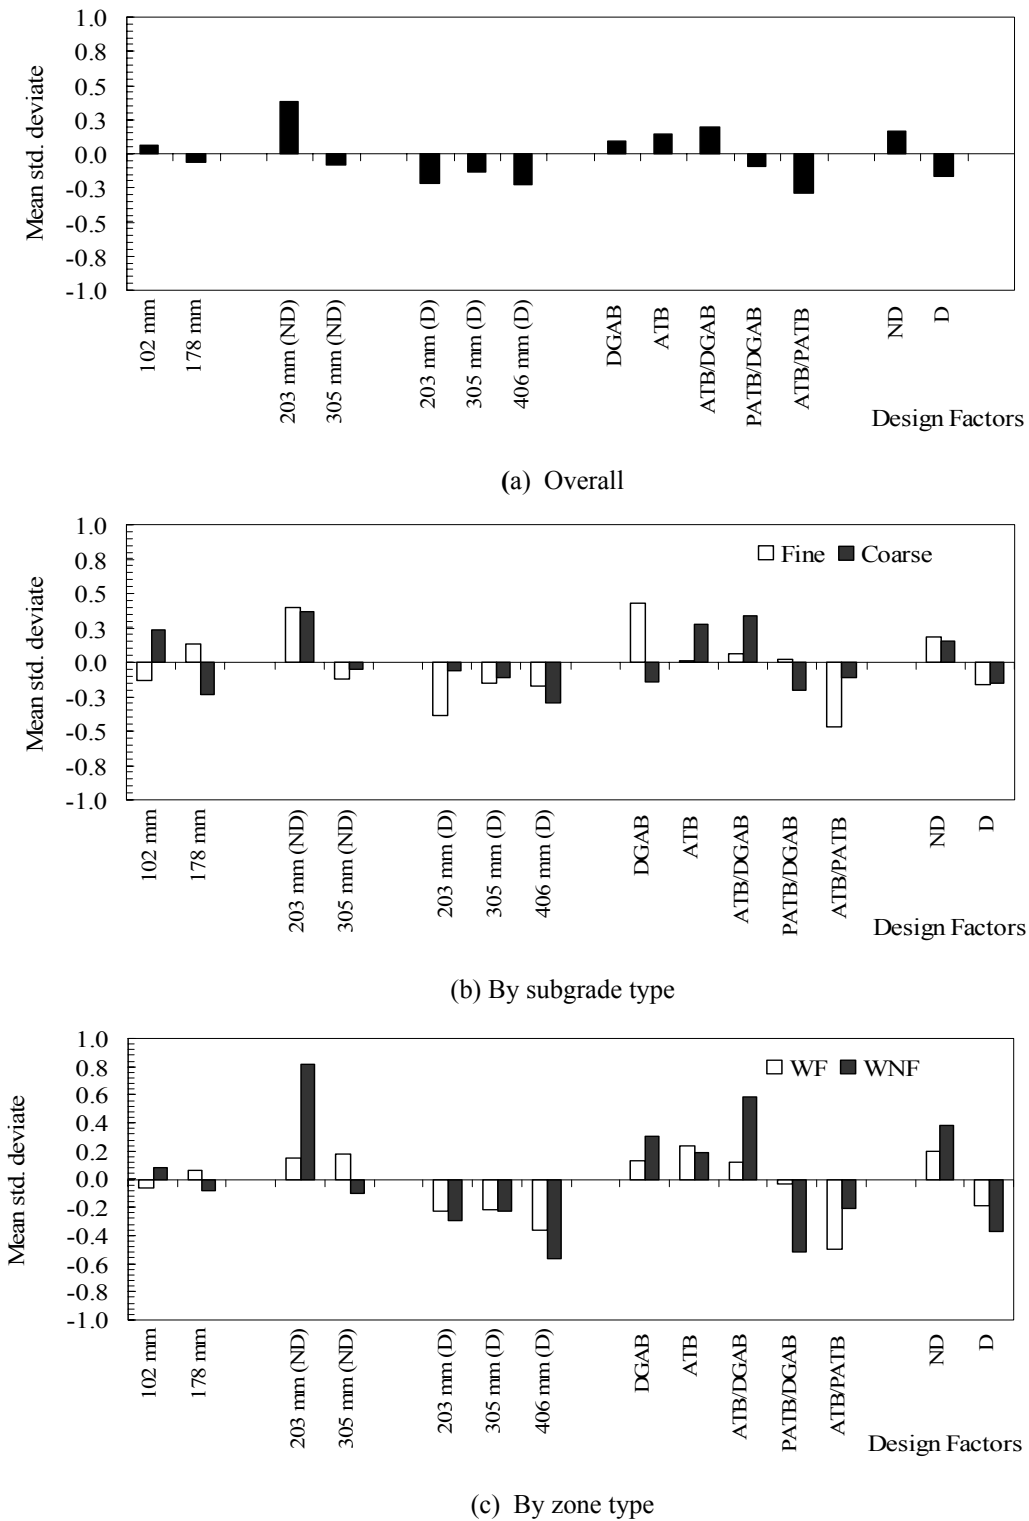 1.0
0.8
0.5
0.3
0.0
-0.3
-0.5
-0.8
-1.0
Mean std. deviate
102 mm
178 mm
203 mm (ND)
305 mm (ND)
203 mm (D)
305 mm (D)
406 mm (D)
DGAB
ATB
ATB/DGAB
PATB/DGAB
ATB/PATB
ND
D
Design Factors
(a) Overall
1.0
0.8
0.5
0.3
0.0
-0.3
-0.5
-0.8
-1.0
Mean std. deviate
Fine
Coarse
102 mm
178 mm
203 mm (ND)
305 mm (ND)
203 mm (D)
305 mm (D)
406 mm (D)
DGAB
ATB
ATB/DGAB
PATB/DGAB
ATB/PATB
ND
D
Design Factors
(b) By subgrade type
1.0
0.8
0.6
0.4
0.2
0.0
-0.2
-0.4
-0.6
-0.8
-1.0
Mean std. deviate
WF
WNF
102 mm
178 mm
203 mm (ND)
305 mm (ND)
203 mm (D)
305 mm (D)
406 mm (D)
DGAB
ATB
ATB/DGAB
PATB/DGAB
ATB/PATB
ND
D
Design Factors
(c) By zone type